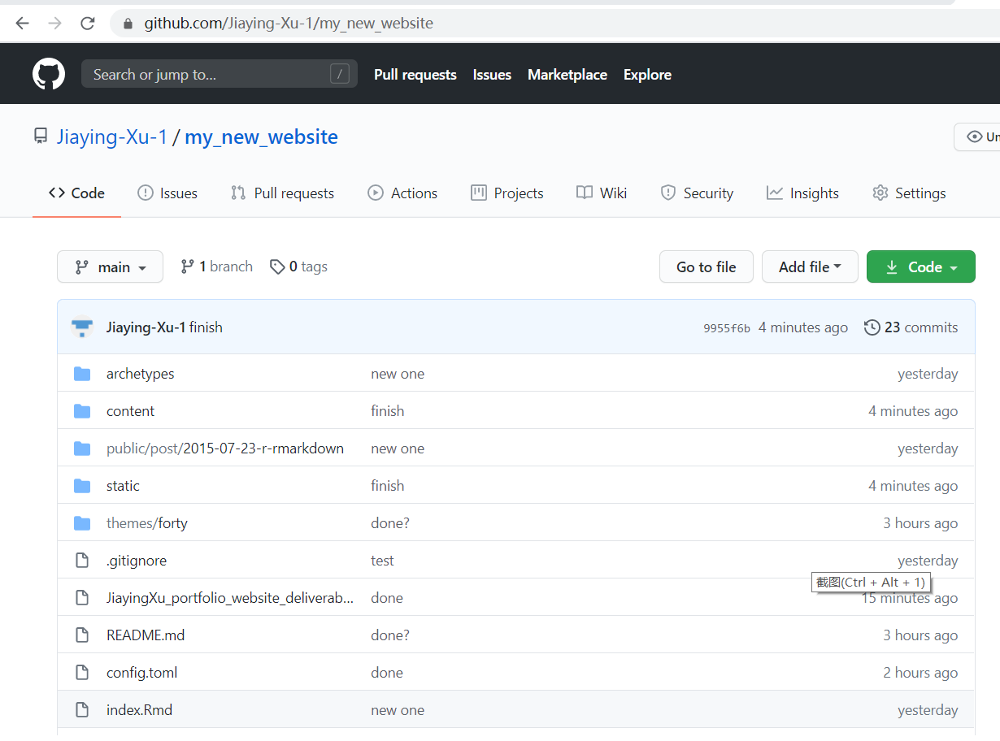 github.com/Jiaying-Xu-1/my_new_website
Search or jump to... / Pull requests Issues Marketplace Explore
Jiaying-Xu-1 / my_new_website
Code Issues Pull requests Actions Projects Wiki Security Insights Settings
main 1 branch 0 tags Go to file Add file Code
Jiaying-Xu-1 finish 9955f6b 4 minutes ago 23 commits
archetypes new one yesterday
content finish 4 minutes ago
public/post/2015-07-23-r-rmarkdown new one yesterday
static finish 4 minutes ago
themes/forty done? 3 hours ago
.gitignore test yesterday
截图(Ctrl + Alt + 1)
JiayingXu_portfolio_website_deliverab... done 15 minutes ago
README.md done? 3 hours ago
config.toml done 2 hours ago
index.Rmd new one yesterday